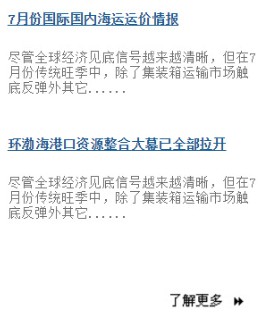 7月份国际国内海运运价情报
尽管全球经济见底信号越来越清晰，但在7
月份传统旺季中，除了集装箱运输市场触
底反弹外其它......
环渤海港口资源整合大幕已全部拉开
尽管全球经济见底信号越来越清晰，但在7
月份传统旺季中，除了集装箱运输市场触
底反弹外其它......
了解更多